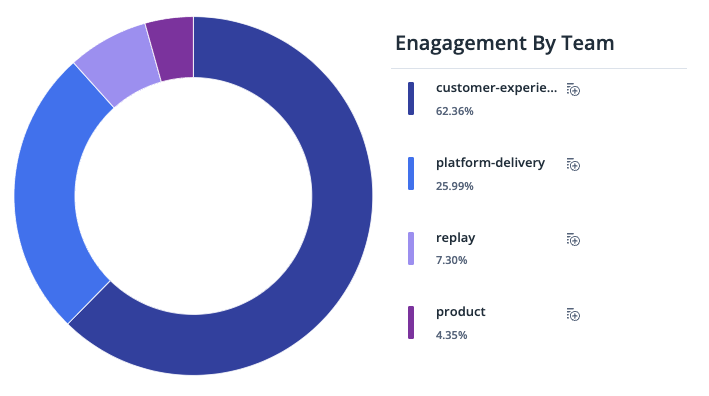 Enagagement By Team
customer-experie...
62.36%
platform-delivery
25.99%
replay
7.30%
product
4.35%